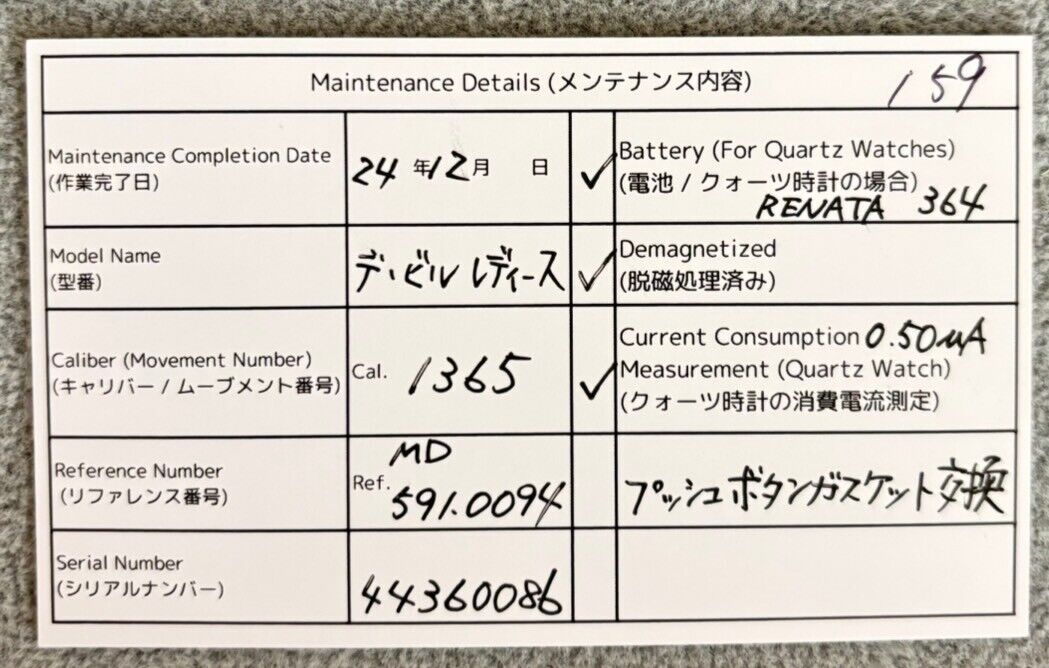 Maintenance Details (メンテナンス内容)
159
Maintenance Completion Date
(作業完了日)
24年12月 日
✓
Battery (For Quartz Watches)
(電池 / クォーツ時計の場合)
RENATA 364
Model Name
(型番)
デ・ビル レディース
✓
Demagnetized
(脱磁処理済み)
Caliber (Movement Number)
(キャリバー / ムーブメント番号)
Cal. 1365
✓
Current Consumption 0.50μA
Measurement (Quartz Watch)
(クォーツ時計の消費電流測定)
Reference Number
(リファレンス番号)
MD
Ref. 591.0094
プッシュボタンガスケット交換
Serial Number
(シリアルナンバー)
44360086